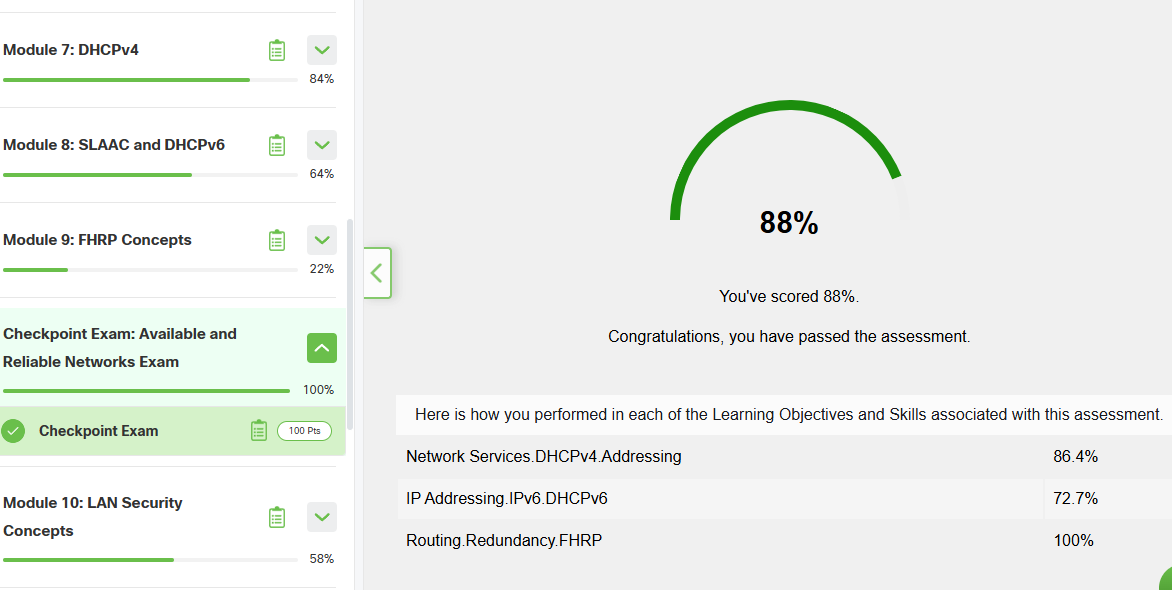 Module 7: DHCPv4
84%
Module 8: SLAAC and DHCPv6
64%
Module 9: FHRP Concepts
22%
Checkpoint Exam: Available and
Reliable Networks Exam
100%
Checkpoint Exam
100 Pts
Module 10: LAN Security
Concepts
58%
88%
You've scored 88%.
Congratulations, you have passed the assessment.
Here is how you performed in each of the Learning Objectives and Skills associated with this assessment.
Network Services.DHCPv4.Addressing 86.4%
IP Addressing.IPv6.DHCPv6 72.7%
Routing.Redundancy.FHRP 100%